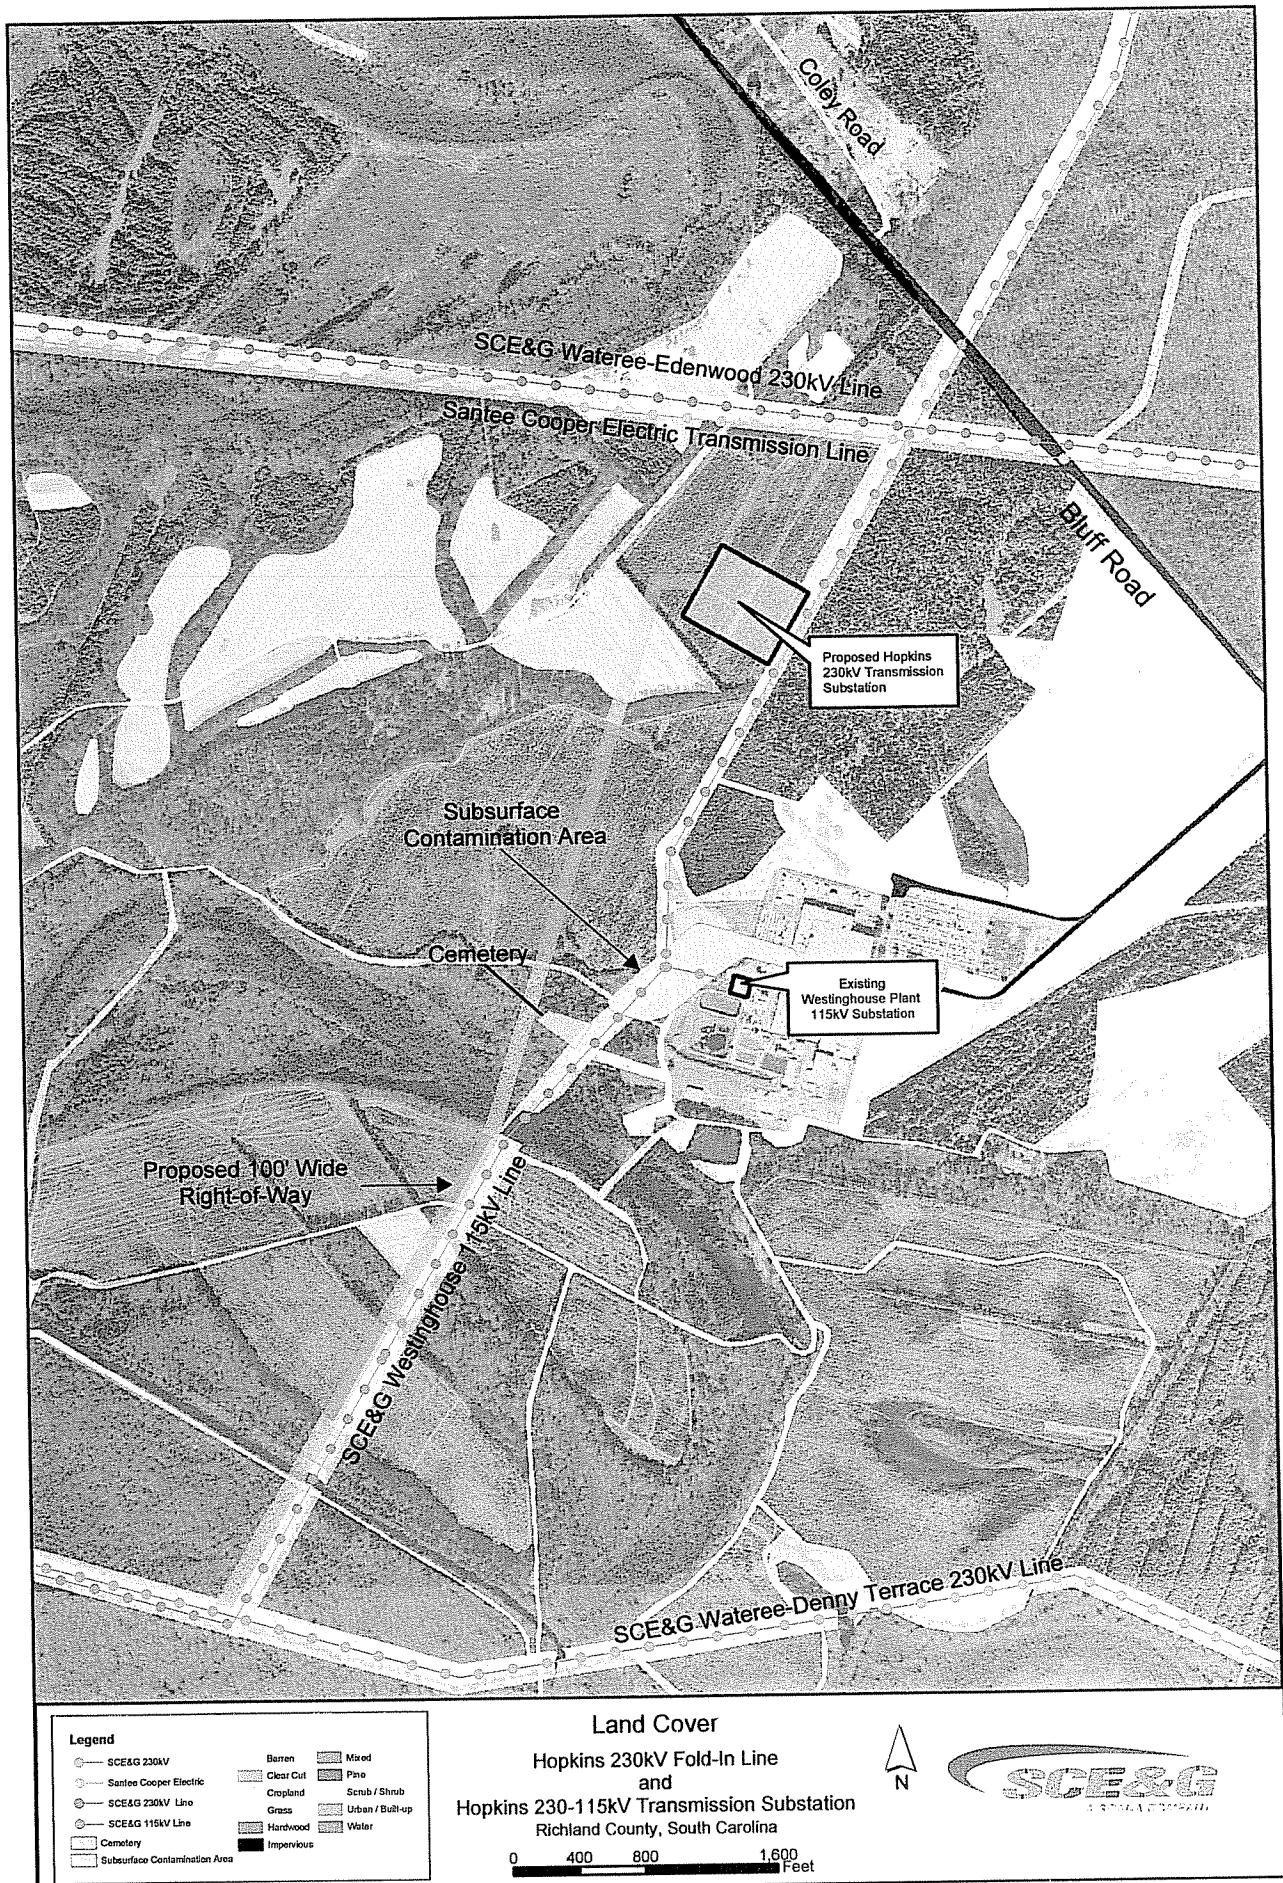 Coley Road
SCE&G Wateree-Edenwood 230kV Line
Santee Cooper Electric Transmission Line
Bluff Road
Proposed Hopkins
230kV Transmission
Substation
Subsurface
Contamination Area
Cemetery
Existing
Westinghouse Plant
115kV Substation
Proposed 100' Wide
Right-of-Way
SCE&G Westinghouse 115kV Line
SCE&G Wateree-Denny Terrace 230kV Line
Legend
SCE&G 230kV
Santee Cooper Electric
SCE&G 230kV Line
SCE&G 115kV Line
Cemetery
Subsurface Contamination Area
Barren
Clear Cut
Cropland
Grass
Hardwood
Impervious
Mixed
Pine
Scrub / Shrub
Urban / Built-up
Water
Land Cover
Hopkins 230kV Fold-In Line
and
Hopkins 230-115kV Transmission Substation
Richland County, South Carolina
0 400 800 1,600
Feet
N
SCE&G
A SCANA COMPANY